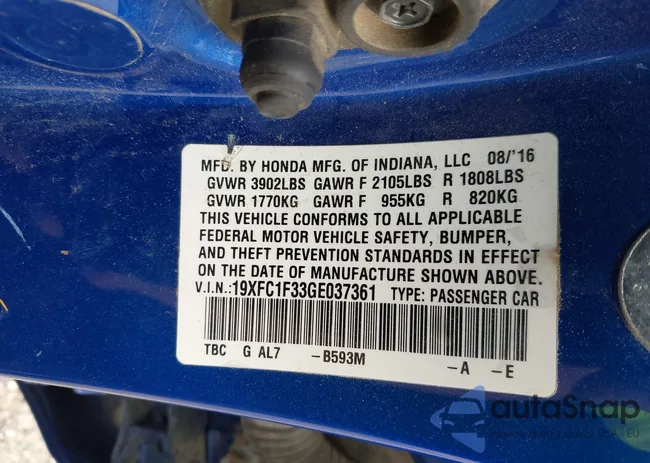 MFD. BY HONDA MFG. OF INDIANA, LLC 08/'16
GVWR 3902LBS GAWR F 2105LBS R 1808LBS
GVWR 1770KG GAWR F 955KG R 820KG
THIS VEHICLE CONFORMS TO ALL APPLICABLE
FEDERAL MOTOR VEHICLE SAFETY, BUMPER,
AND THEFT PREVENTION STANDARDS IN EFFECT
ON THE DATE OF MANUFACTURE SHOWN ABOVE.
V.I.N.: 19XFC1F33GE037361 TYPE: PASSENGER CAR
TBC G AL7 -B593M -A -E
autaSnap